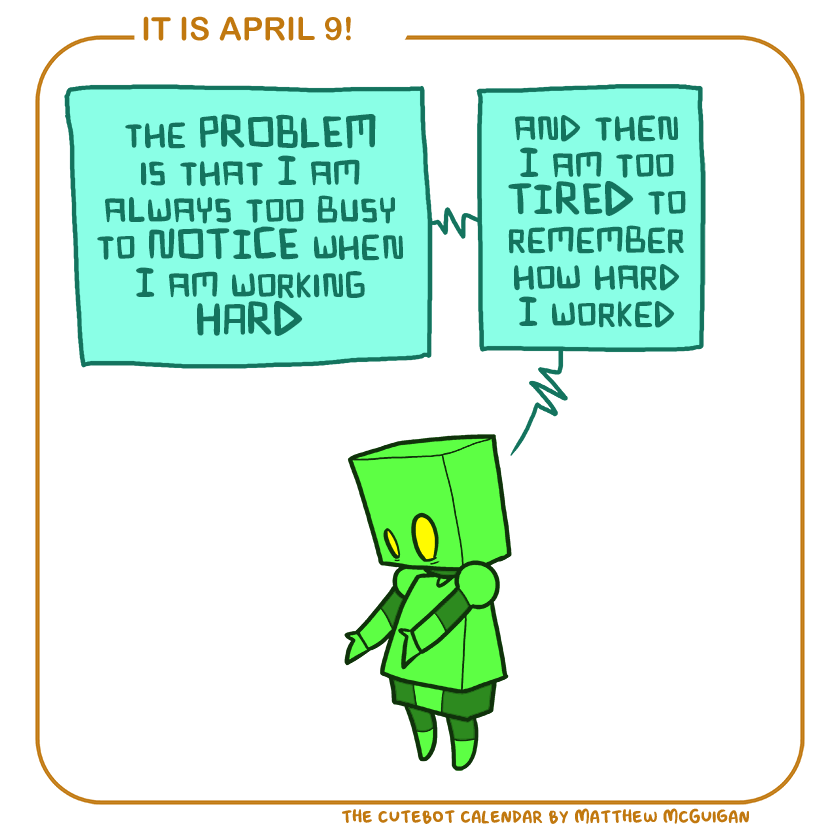 IT IS APRIL 9!
THE PROBLEM
IS THAT I AM
ALWAYS TOO BUSY
TO NOTICE WHEN
I AM WORKING
HARD
AND THEN
I AM TOO
TIRED TO
REMEMBER
HOW HARD
I WORKED
THE CUTEBOT CALENDAR BY MATTHEW MCGUIGAN